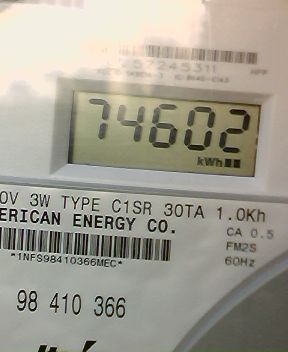 57245311
74602
kWh
0V 3W TYPE C1SR 30TA 1.0Kh
ERICAN ENERGY CO.
CA 0.5
FM2S
60Hz
*1NFS98410366MEC*
98 410 366